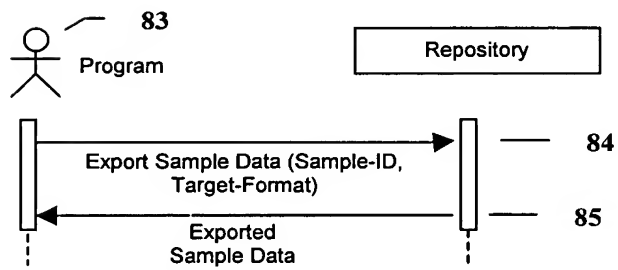 83
Program
Repository
84
Export Sample Data (Sample-ID,
Target-Format)
85
Exported
Sample Data